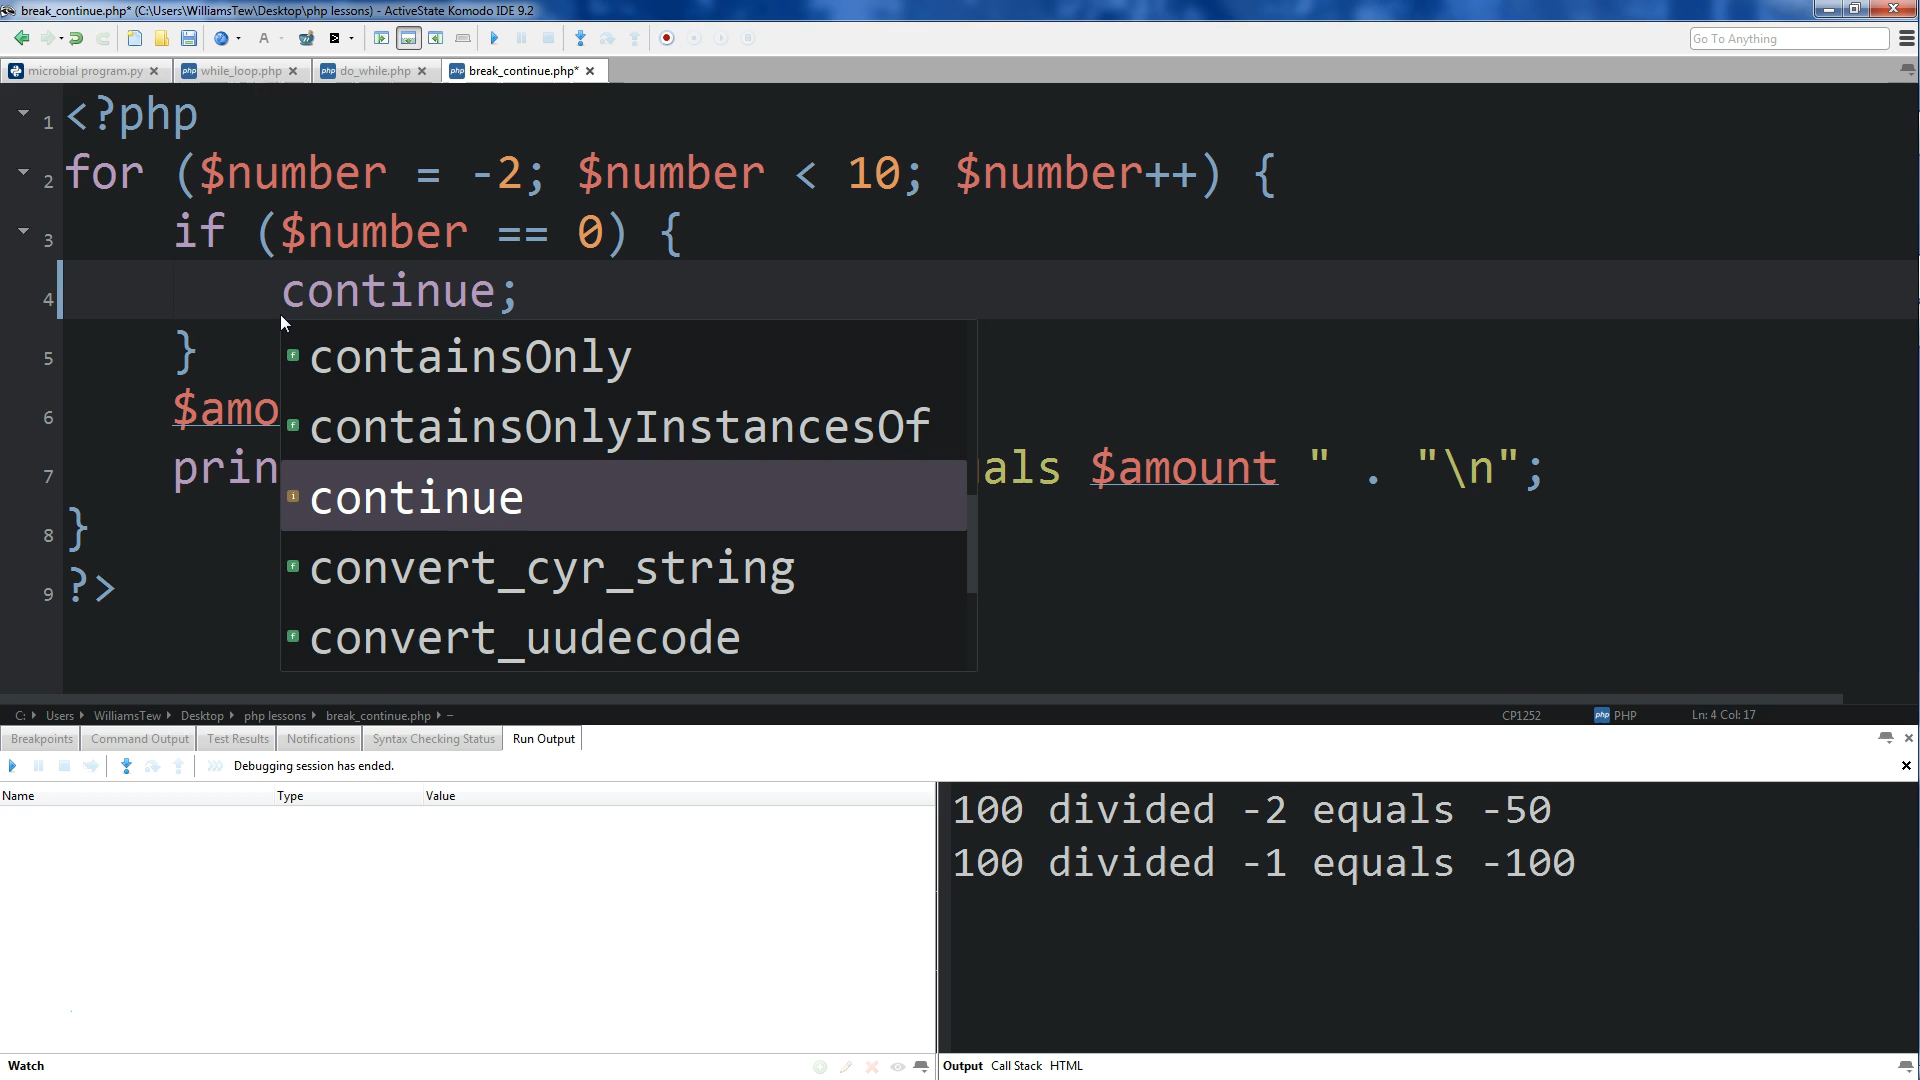 break_continue.php* (C:\Users\WilliamsTew\Desktop\php lessons) - ActiveState Komodo IDE 9.2
Go To Anything
microbial program.py
while_loop.php
do_while.php
break_continue.php*
1 <?php
2 for ($number = -2; $number < 10; $number++) {
3 if ($number == 0) {
4 continue;
5 }
6 $amo
7 prin als $amount " . "\n";
8 }
9 ?>
containsOnly
containsOnlyInstancesOf
continue
convert_cyr_string
convert_uudecode
C: Users WilliamsTew Desktop php lessons break_continue.php – CP1252 php PHP Ln: 4 Col: 17
Breakpoints Command Output Test Results Notifications Syntax Checking Status Run Output
Debugging session has ended.
Name Type Value
100 divided -2 equals -50
100 divided -1 equals -100
Watch
Output Call Stack HTML